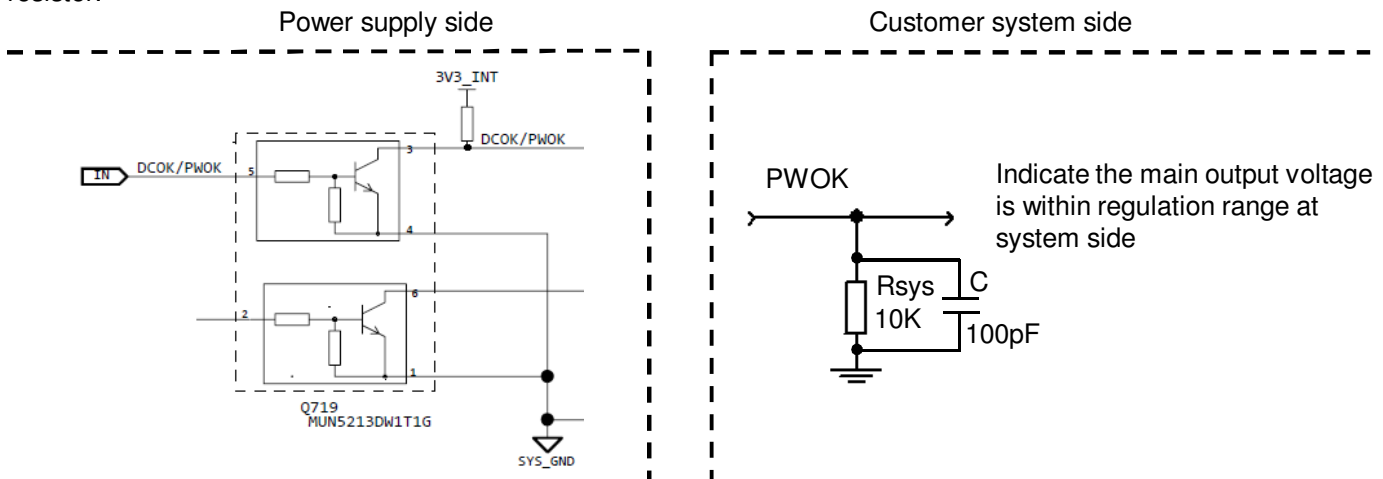 resistor.
Power supply side
Customer system side
3V3_INT
DCOK/PWOK
3
IN
DCOK/PWOK
5
4
6
2
1
Q719
MUN5213DW1T1G
SYS_GND
PWOK
Indicate the main output voltage
is within regulation range at
system side
Rsys
10K
C
100pF